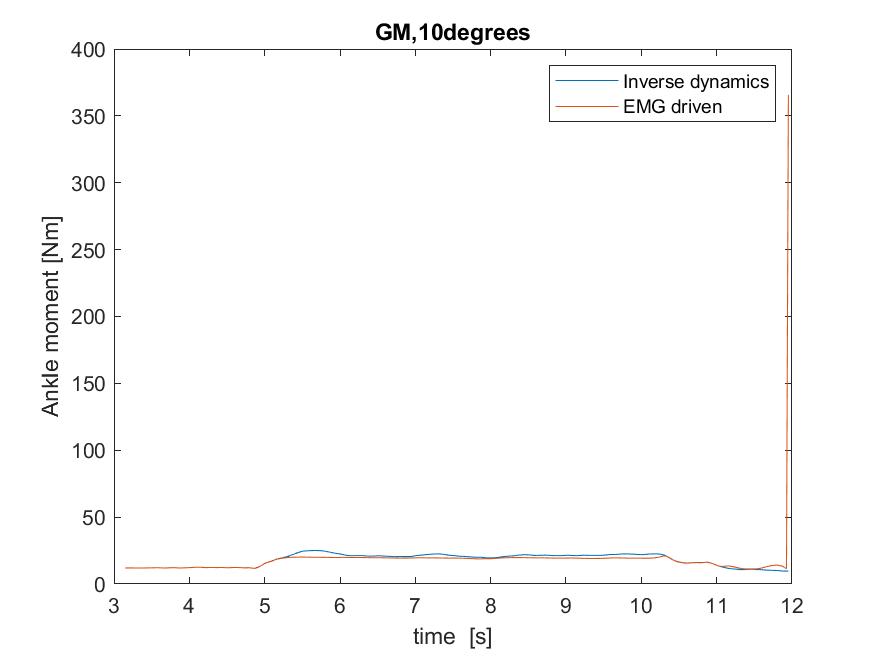 GM,10degrees
400
350
300
250
200
150
100
50
0
Ankle moment [Nm]
Inverse dynamics
EMG driven
3 4 5 6 7 8 9 10 11 12
time [s]